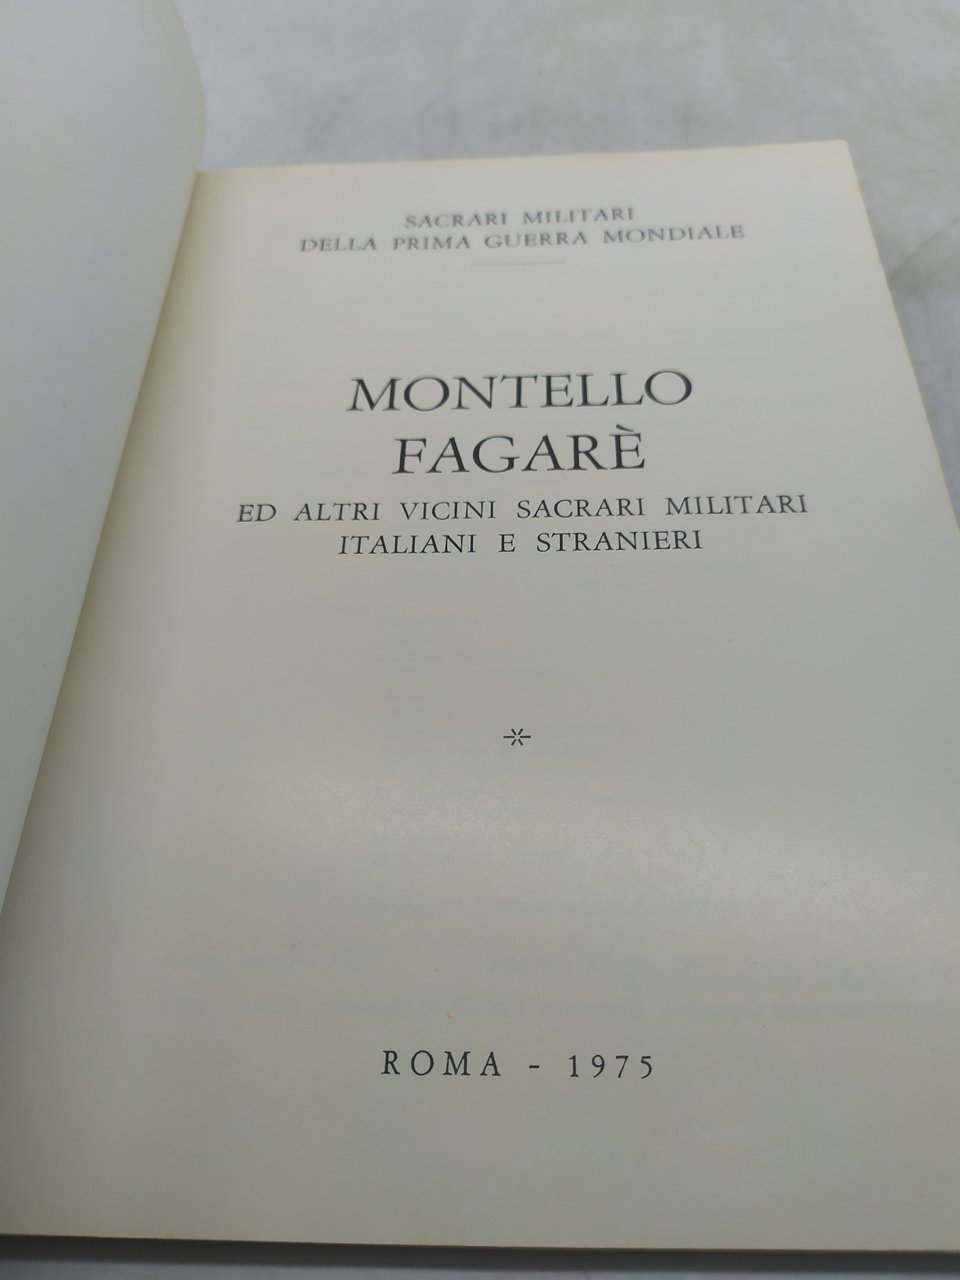 SACRARI MILITARI
DELLA PRIMA GUERRA MONDIALE
MONTELLO
FAGARÈ
ED ALTRI VICINI SACRARI MILITARI
ITALIANI E STRANIERI
ROMA - 1975